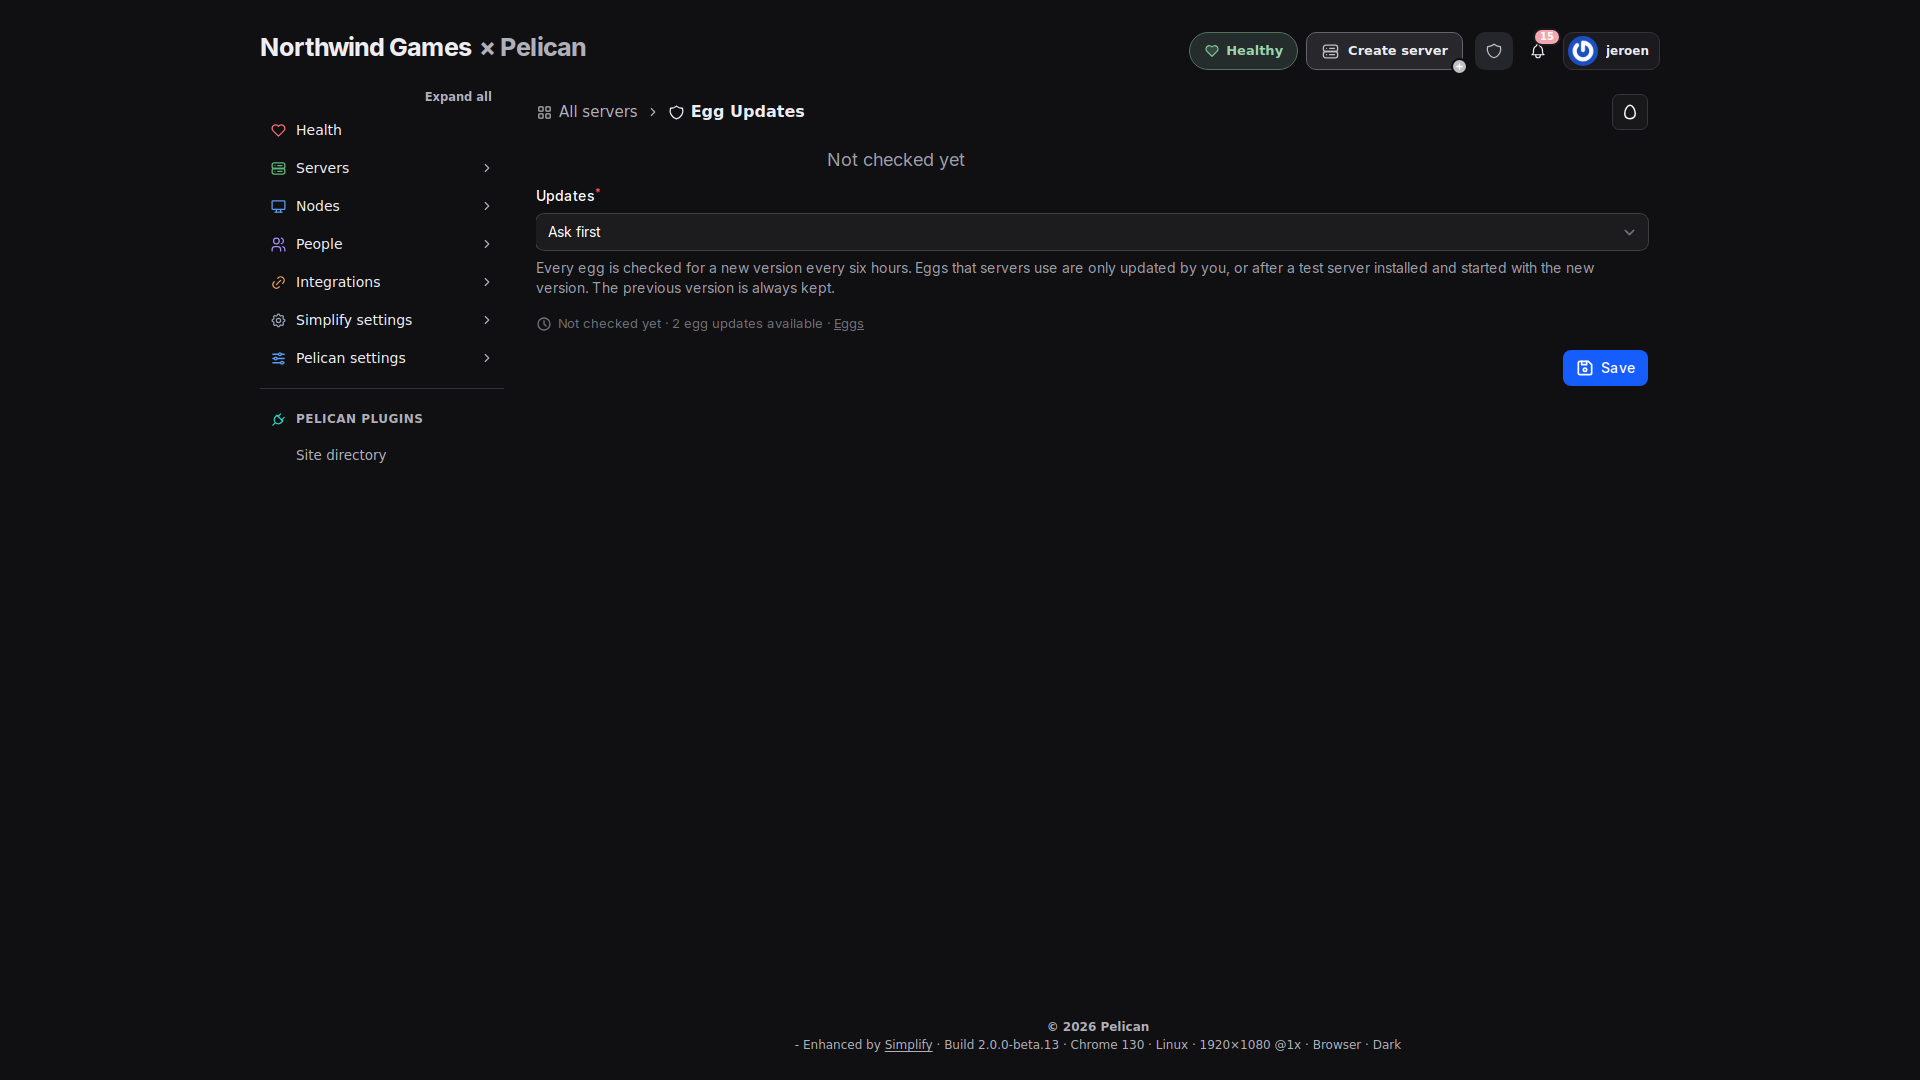 Northwind Games × Pelican
Healthy
Create server
15
jeroen
Expand all
Health
Servers
Nodes
People
Integrations
Simplify settings
Pelican settings
PELICAN PLUGINS
Site directory
All servers
Egg Updates
Not checked yet
Updates*
Ask first
Every egg is checked for a new version every six hours. Eggs that servers use are only updated by you, or after a test server installed and started with the new
version. The previous version is always kept.
Not checked yet · 2 egg updates available · Eggs
Save
© 2026 Pelican
- Enhanced by Simplify · Build 2.0.0-beta.13 · Chrome 130 · Linux · 1920×1080 @1x · Browser · Dark